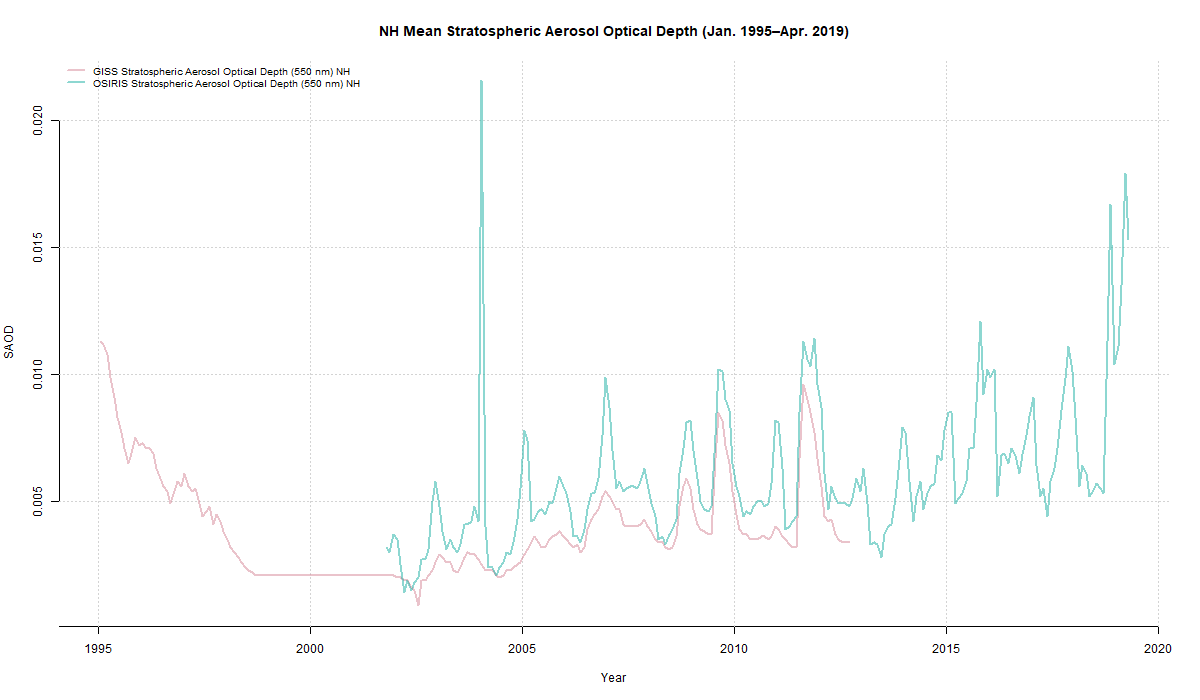 NH Mean Stratospheric Aerosol Optical Depth (Jan. 1995–Apr. 2019)
GISS Stratospheric Aerosol Optical Depth (550 nm) NH
OSIRIS Stratospheric Aerosol Optical Depth (550 nm) NH
0.020
0.015
0.010
0.005
SAOD
1995 2000 2005 2010 2015 2020
Year